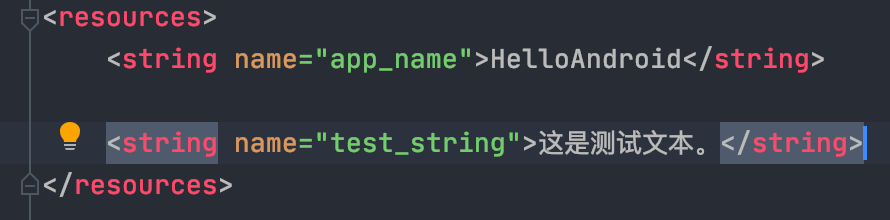 <resources>
<string name="app_name">HelloAndroid</string>
<string name="test_string">这是测试文本。</string>
</resources>